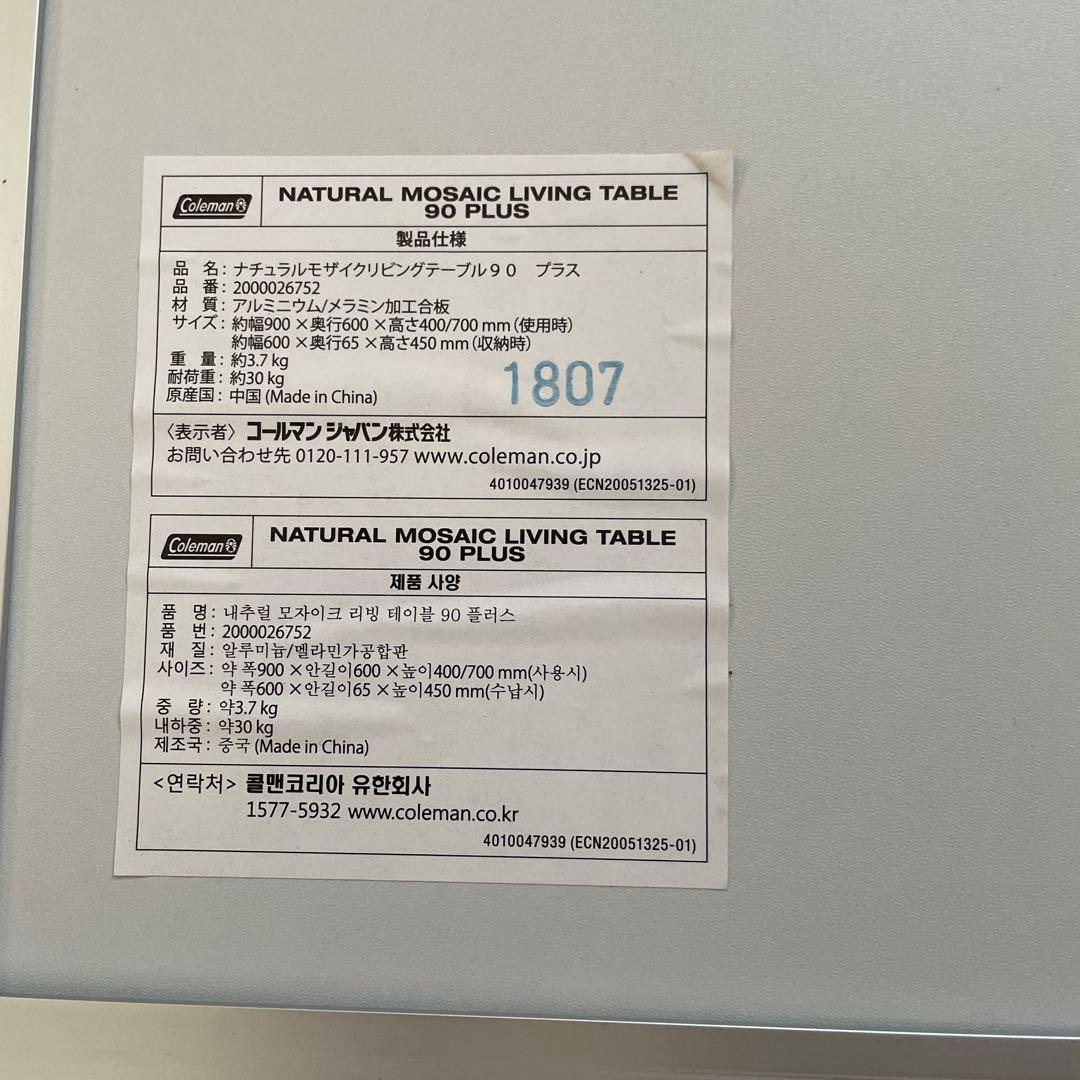 Coleman
NATURAL MOSAIC LIVING TABLE
90 PLUS
製品仕様
品 名：ナチュラルモザイクリビングテーブル９０ プラス
品 番：2000026752
材 質：アルミニウム/メラミン加工合板
サイズ：約幅900×奥行600×高さ400/700 mm（使用時）
約幅600×奥行65×高さ450 mm（収納時）
重 量：約3.7 kg
耐荷重：約30 kg
原産国：中国 (Made in China)
1807
〈表示者〉コールマン ジャパン株式会社
お問い合わせ先 0120-111-957 www.coleman.co.jp
4010047939 (ECN20051325-01)
Coleman
NATURAL MOSAIC LIVING TABLE
90 PLUS
제품 사양
품 명：내추럴 모자이크 리빙 테이블 90 플러스
품 번：2000026752
재 질：알루미늄/멜라민가공합판
사이즈：약 폭900×안길이600×높이400/700 mm(사용시)
약 폭600×안길이65×높이450 mm(수납시)
중 량：약3.7 kg
내하중：약30 kg
제조국：중국 (Made in China)
<연락처> 콜맨코리아 유한회사
1577-5932 www.coleman.co.kr
4010047939 (ECN20051325-01)